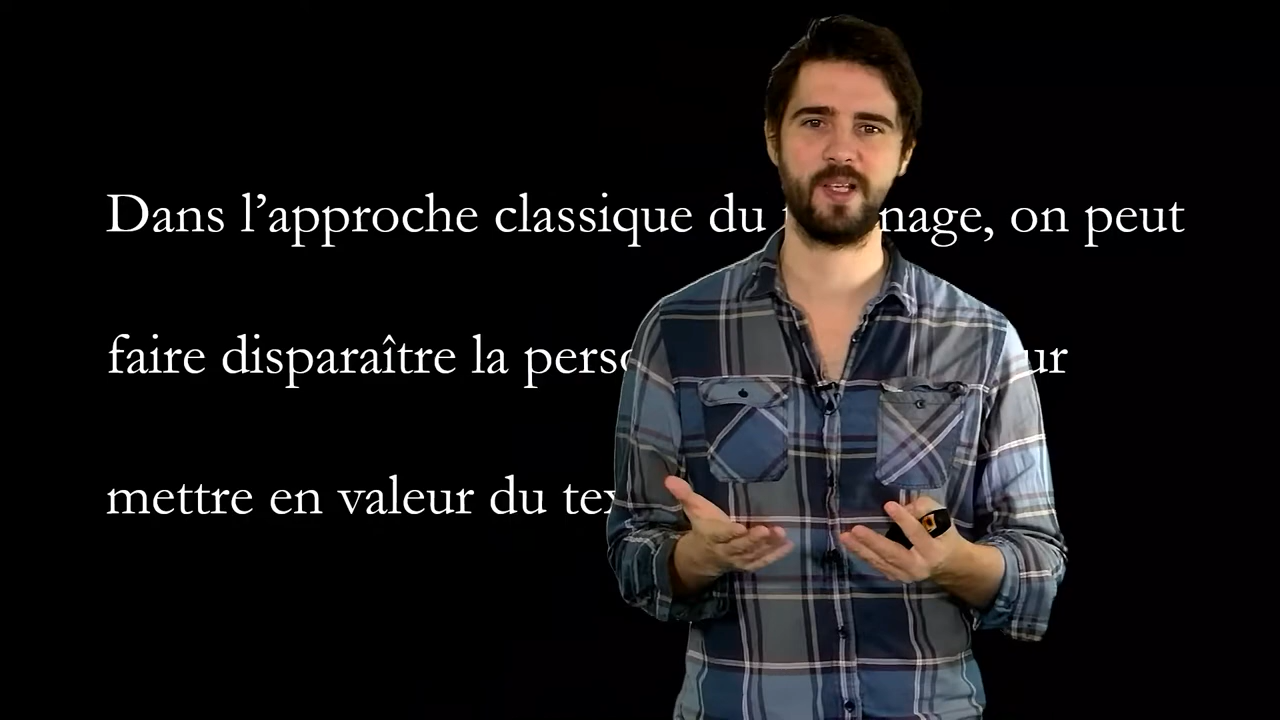 Dans l’approche classique du on peut
faire disparaître la
mettre en valeur du